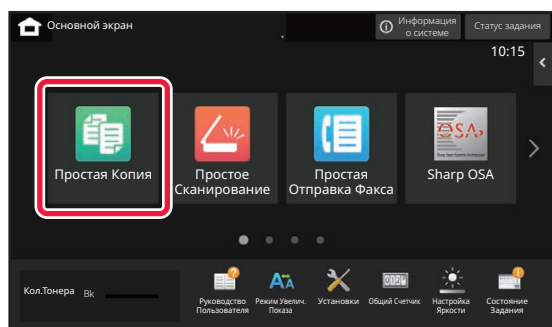 Основной экран
Информация
о системе
Статус задания
10:15
Простая Копия
Простое
Сканирование
Простая
Отправка Факса
OSA
Sharp OSA
Кол.Тонера Bk
Руководство
Пользователя
Режим Увелич.
Показа
Установки
Общий Счетчик
Настройка
Яркости
Состояние
Задания